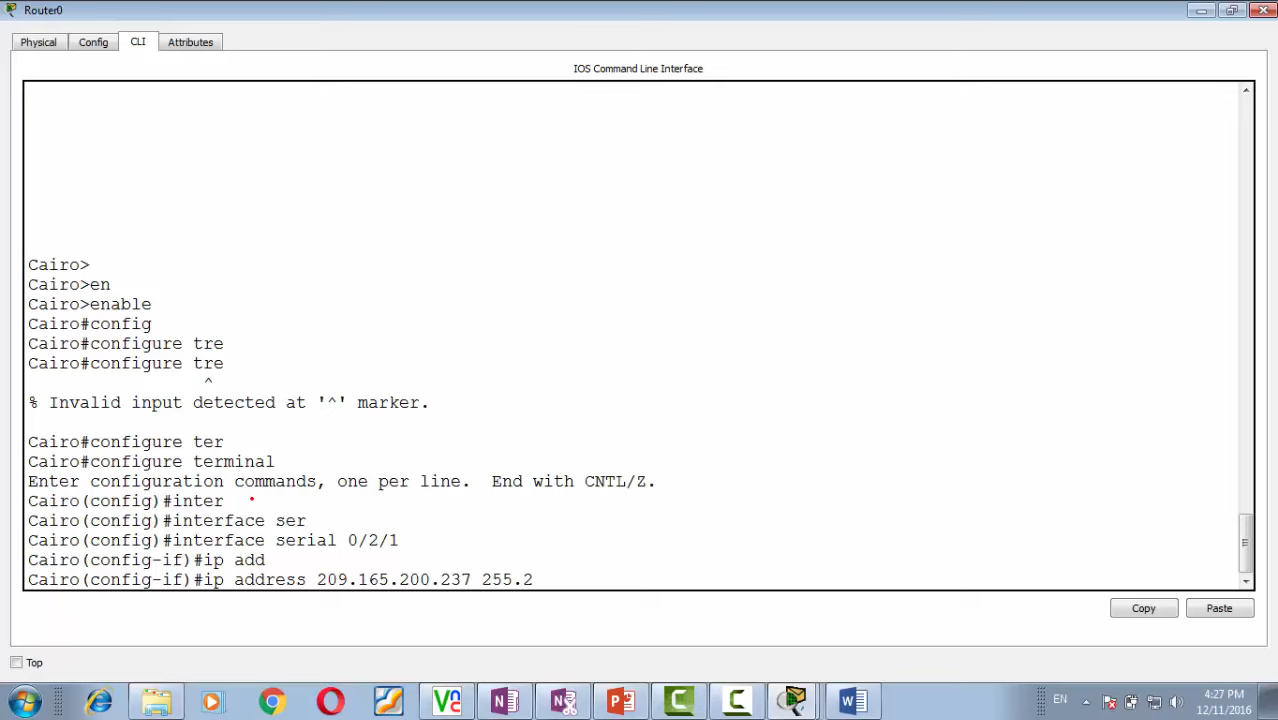 Router0
Physical
Config
CLI
Attributes
IOS Command Line Interface
Cairo>
Cairo>en
Cairo>enable
Cairo#config
Cairo#configure tre
Cairo#configure tre
^
% Invalid input detected at '^' marker.
Cairo#configure ter
Cairo#configure terminal
Enter configuration commands, one per line.  End with CNTL/Z.
Cairo(config)#inter
Cairo(config)#interface ser
Cairo(config)#interface serial 0/2/1
Cairo(config-if)#ip add
Cairo(config-if)#ip address 209.165.200.237 255.2
Copy
Paste
Top
EN
4:27 PM
12/11/2016